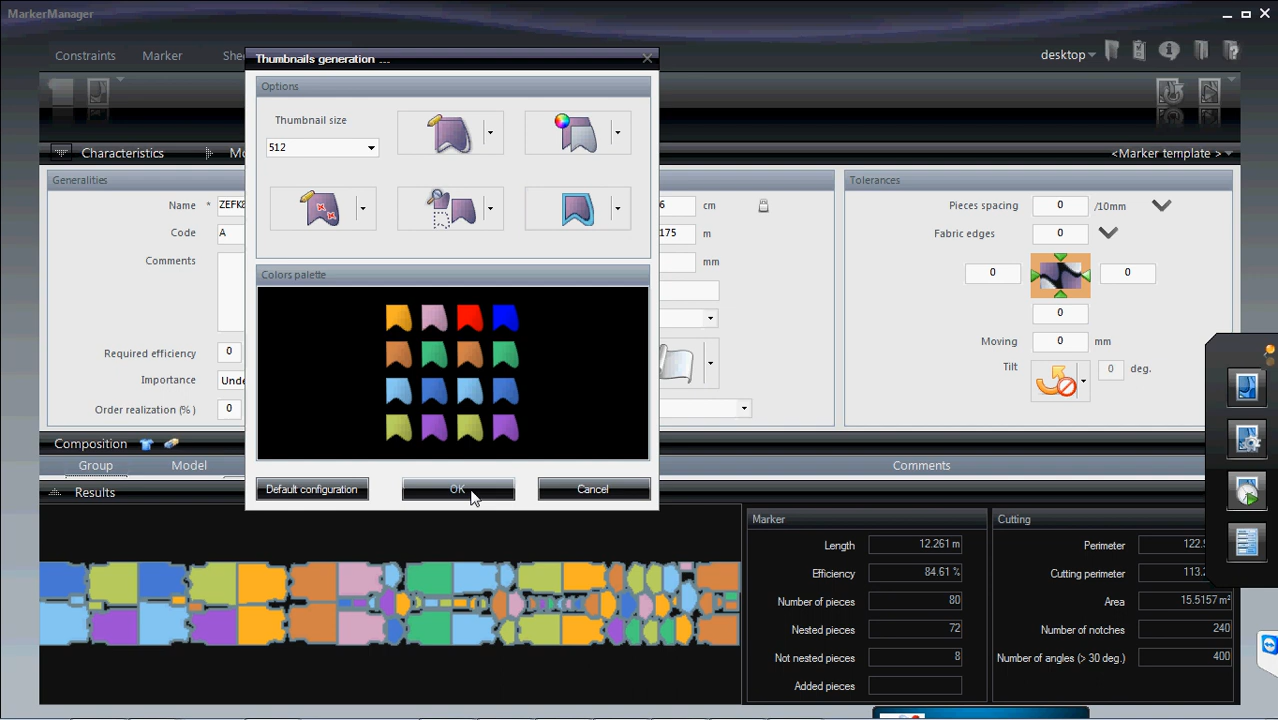 MarkerManager
Constraints
Marker
She
desktop
Thumbnails generation ---
Options
Thumbnail size
512
Characteristics
<Marker template >
Generalities
Name *
Code
A
Comments
Required efficiency
0
Importance
Order realization (% )
0
cm
175
m
mm
Tolerances
Pieces spacing
0
/10mm
Fabric edges
0
0
0
0
Moving
0
mm
Tilt
0
deg.
Colors palette
Default configuration
OK
Cancel
Composition
Group
Model
Comments
Results
Marker
Length
12.261 m
Efficiency
84.61 %
Number of pieces
80
Nested pieces
72
Not nested pieces
8
Added pieces
Cutting
Perimeter
Cutting perimeter
Area
15.5157 m²
Number of notches
240
Number of angles (> 30 deg.)
400